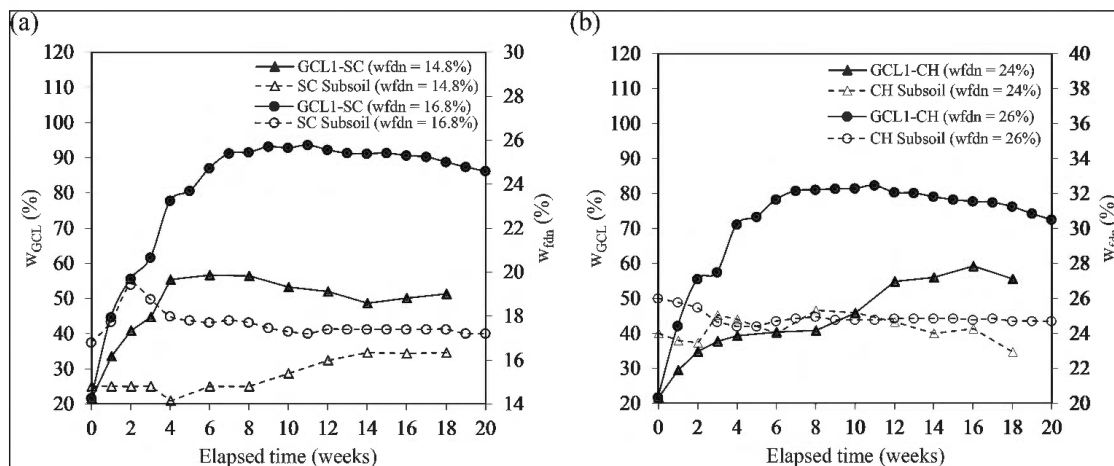 (a)
120
110
100
90
80
70
60
50
40
30
20
w_GCL (%)
30
28
26
24
22
20
18
16
14
w_fdn (%)
GCL1-SC (wfdn = 14.8%)
SC Subsoil (wfdn = 14.8%)
GCL1-SC (wfdn = 16.8%)
SC Subsoil (wfdn = 16.8%)
0 2 4 6 8 10 12 14 16 18 20
Elapsed time (weeks)
(b)
120
110
100
90
80
70
60
50
40
30
20
w_GCL (%)
40
38
36
34
32
30
28
26
24
22
20
w_fdn (%)
GCL1-CH (wfdn = 24%)
CH Subsoil (wfdn = 24%)
GCL1-CH (wfdn = 26%)
CH Subsoil (wfdn = 26%)
0 2 4 6 8 10 12 14 16 18 20
Elapsed time (weeks)